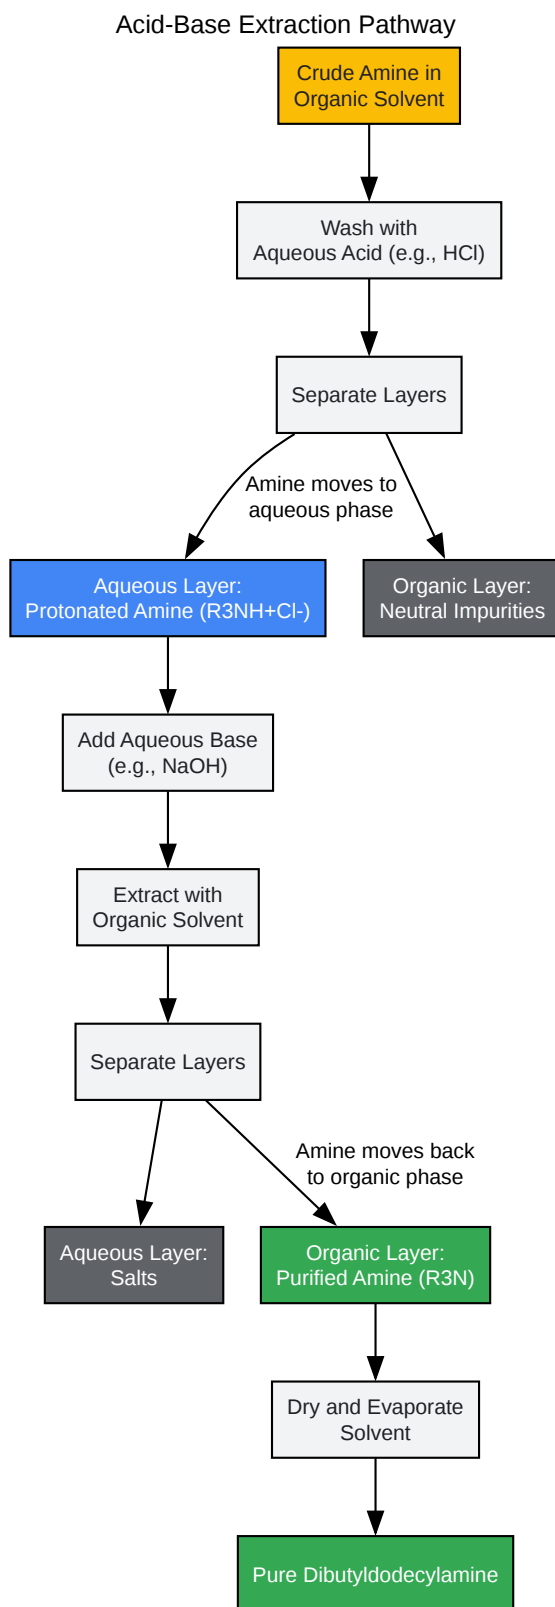 Acid-Base Extraction Pathway
Crude Amine in
Organic Solvent
Wash with
Aqueous Acid (e.g., HCl)
Separate Layers
Amine moves to
aqueous phase
Aqueous Layer:
Protonated Amine (R3NH+Cl-)
Organic Layer:
Neutral Impurities
Add Aqueous Base
(e.g., NaOH)
Extract with
Organic Solvent
Separate Layers
Amine moves back
to organic phase
Aqueous Layer:
Salts
Organic Layer:
Purified Amine (R3N)
Dry and Evaporate
Solvent
Pure Dibutyldodecylamine